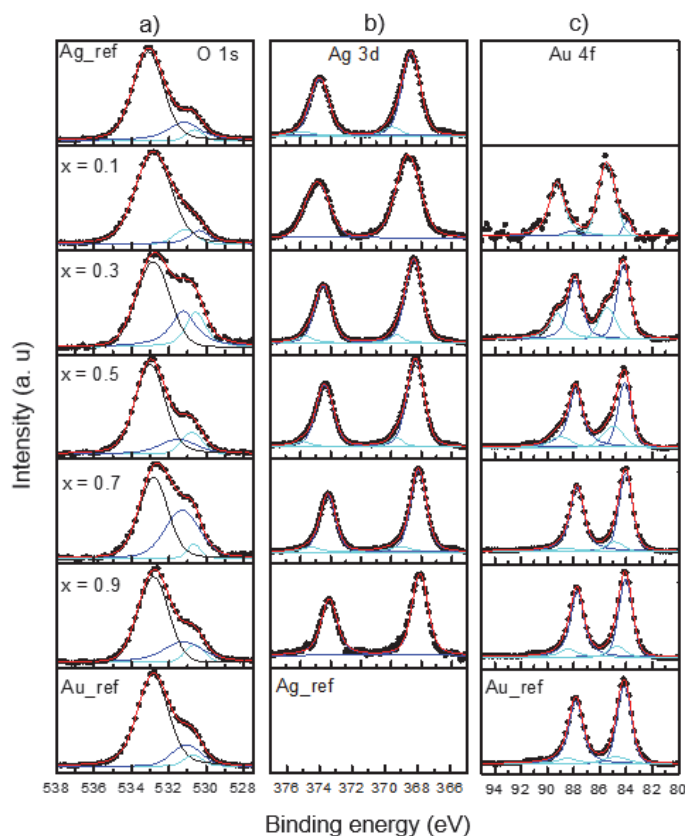 a) b) c)
Ag_ref O 1s Ag 3d Au 4f
x = 0.1
x = 0.3
x = 0.5
x = 0.7
x = 0.9
Au_ref Ag_ref Au_ref
Intensity (a. u)
538 536 534 532 530 528 376 374 372 370 368 366 94 92 90 88 86 84 82 80
Binding energy (eV)